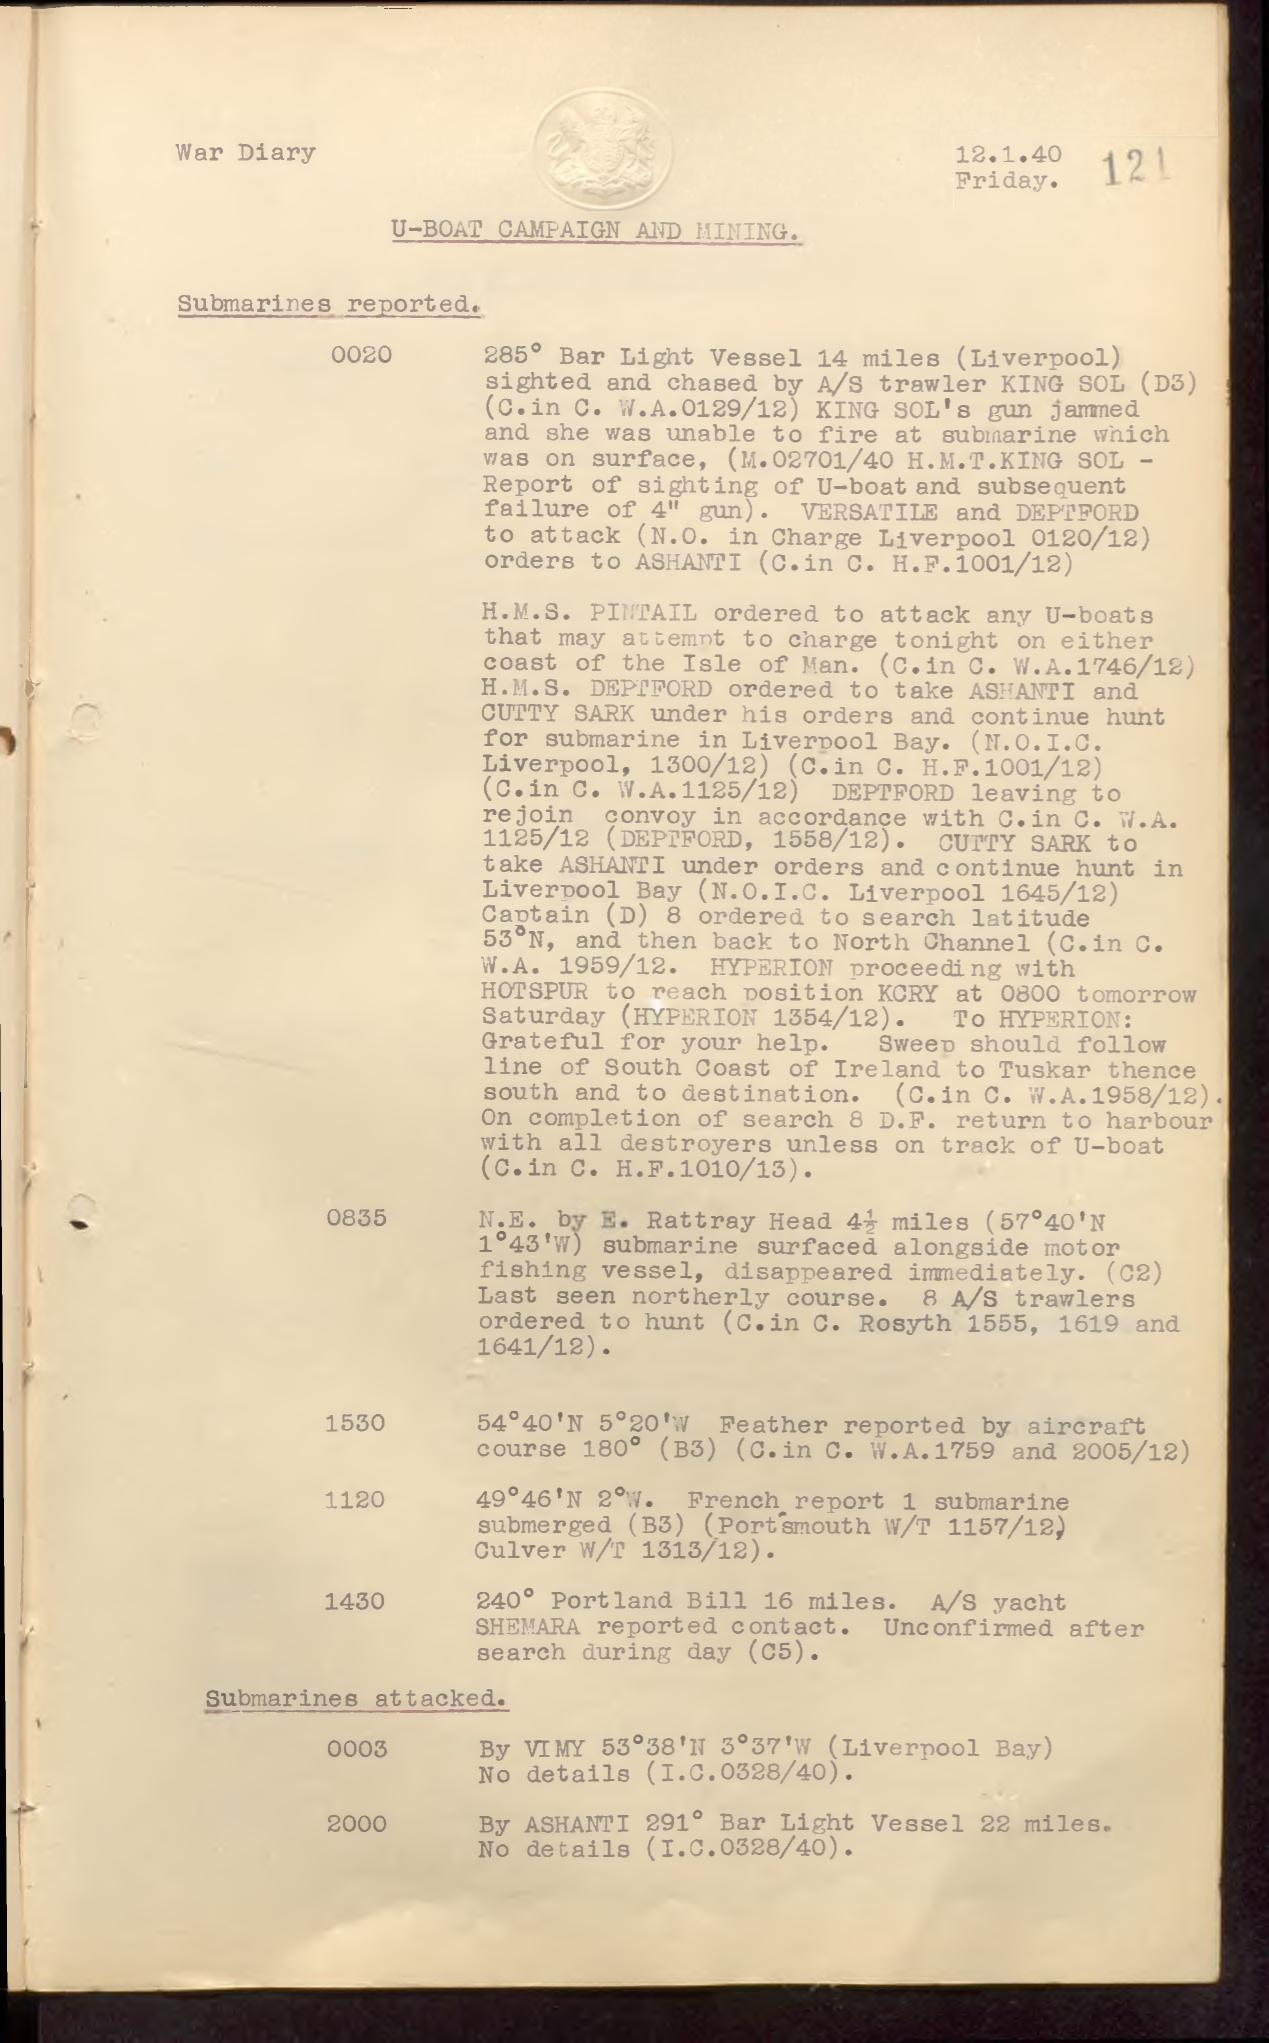 War Diary
12.1.40
Friday.
121
U-BOAT CAMPAIGN AND MINING.
Submarines reported.
0020
285° Bar Light Vessel 14 miles (Liverpool)
sighted and chased by A/S trawler KING SOL (D3)
(C.in C. W.A.0129/12) KING SOL's gun jammed
and she was unable to fire at submarine which
was on surface, (M.02701/40 H.M.T.KING SOL -
Report of sighting of U-boat and subsequent
failure of 4" gun). VERSATILE and DEPTFORD
to attack (N.O. in Charge Liverpool 0120/12)
orders to ASHANTI (C.in C. H.F.1001/12)
H.M.S. PINTAIL ordered to attack any U-boats
that may attempt to charge tonight on either
coast of the Isle of Man. (C.in C. W.A.1746/12)
H.M.S. DEPTFORD ordered to take ASHANTI and
CUTTY SARK under his orders and continue hunt
for submarine in Liverpool Bay. (N.O.I.C.
Liverpool, 1300/12) (C.in C. H.F.1001/12)
(C.in C. W.A.1125/12) DEPTFORD leaving to
rejoin convoy in accordance with C.in C. W.A.
1125/12 (DEPTFORD, 1558/12). CUTTY SARK to
take ASHANTI under orders and continue hunt in
Liverpool Bay (N.O.I.C. Liverpool 1645/12)
Captain (D) 8 ordered to search latitude
53°N, and then back to North Channel (C.in C.
W.A. 1959/12. HYPERION proceeding with
HOTSPUR to reach position KCRY at 0800 tomorrow
Saturday (HYPERION 1354/12). To HYPERION:
Grateful for your help. Sweep should follow
line of South Coast of Ireland to Tuskar thence
south and to destination. (C.in C. W.A.1958/12).
On completion of search 8 D.F. return to harbour
with all destroyers unless on track of U-boat
(C.in C. H.F.1010/13).
0835
N.E. by E. Rattray Head 4½ miles (57°40'N
1°43'W) submarine surfaced alongside motor
fishing vessel, disappeared immediately. (C2)
Last seen northerly course. 8 A/S trawlers
ordered to hunt (C.in C. Rosyth 1555, 1619 and
1641/12).
1530
54°40'N 5°20'W Feather reported by aircraft
course 180° (B3) (C.in C. W.A.1759 and 2005/12)
1120
49°46'N 2°W. French report 1 submarine
submerged (B3) (Portsmouth W/T 1157/12)
Culver W/T 1313/12).
1430
240° Portland Bill 16 miles. A/S yacht
SHEMARA reported contact. Unconfirmed after
search during day (C5).
Submarines attacked.
0003
By VIMY 53°38'N 3°37'W (Liverpool Bay)
No details (I.C.0328/40).
2000
By ASHANTI 291° Bar Light Vessel 22 miles.
No details (I.C.0328/40).